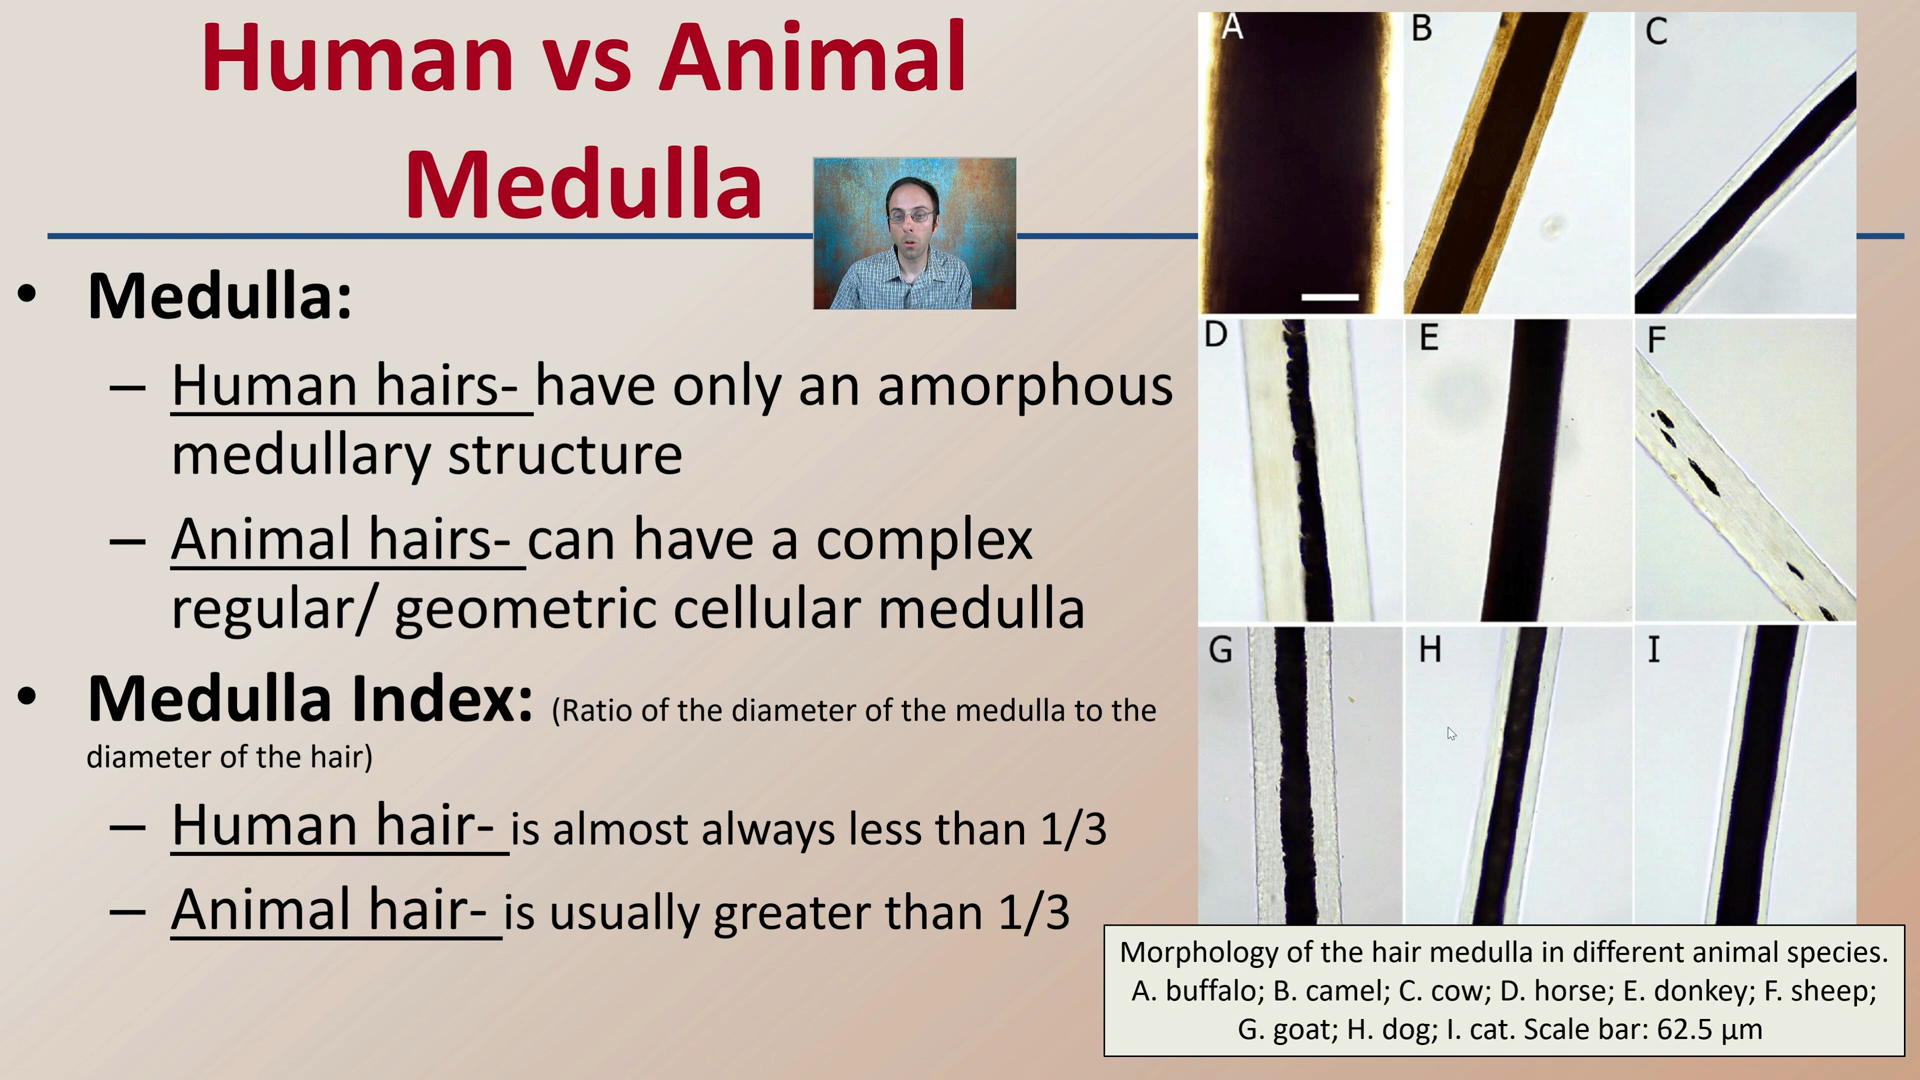 Human vs Animal
Medulla
• Medulla:
– Human hairs- have only an amorphous
medullary structure
– Animal hairs- can have a complex
regular/ geometric cellular medulla
• Medulla Index: (Ratio of the diameter of the medulla to the
diameter of the hair)
– Human hair- is almost always less than 1/3
– Animal hair- is usually greater than 1/3
A
B
C
D
E
F
G
H
I
Morphology of the hair medulla in different animal species.
A. buffalo; B. camel; C. cow; D. horse; E. donkey; F. sheep;
G. goat; H. dog; I. cat. Scale bar: 62.5 µm